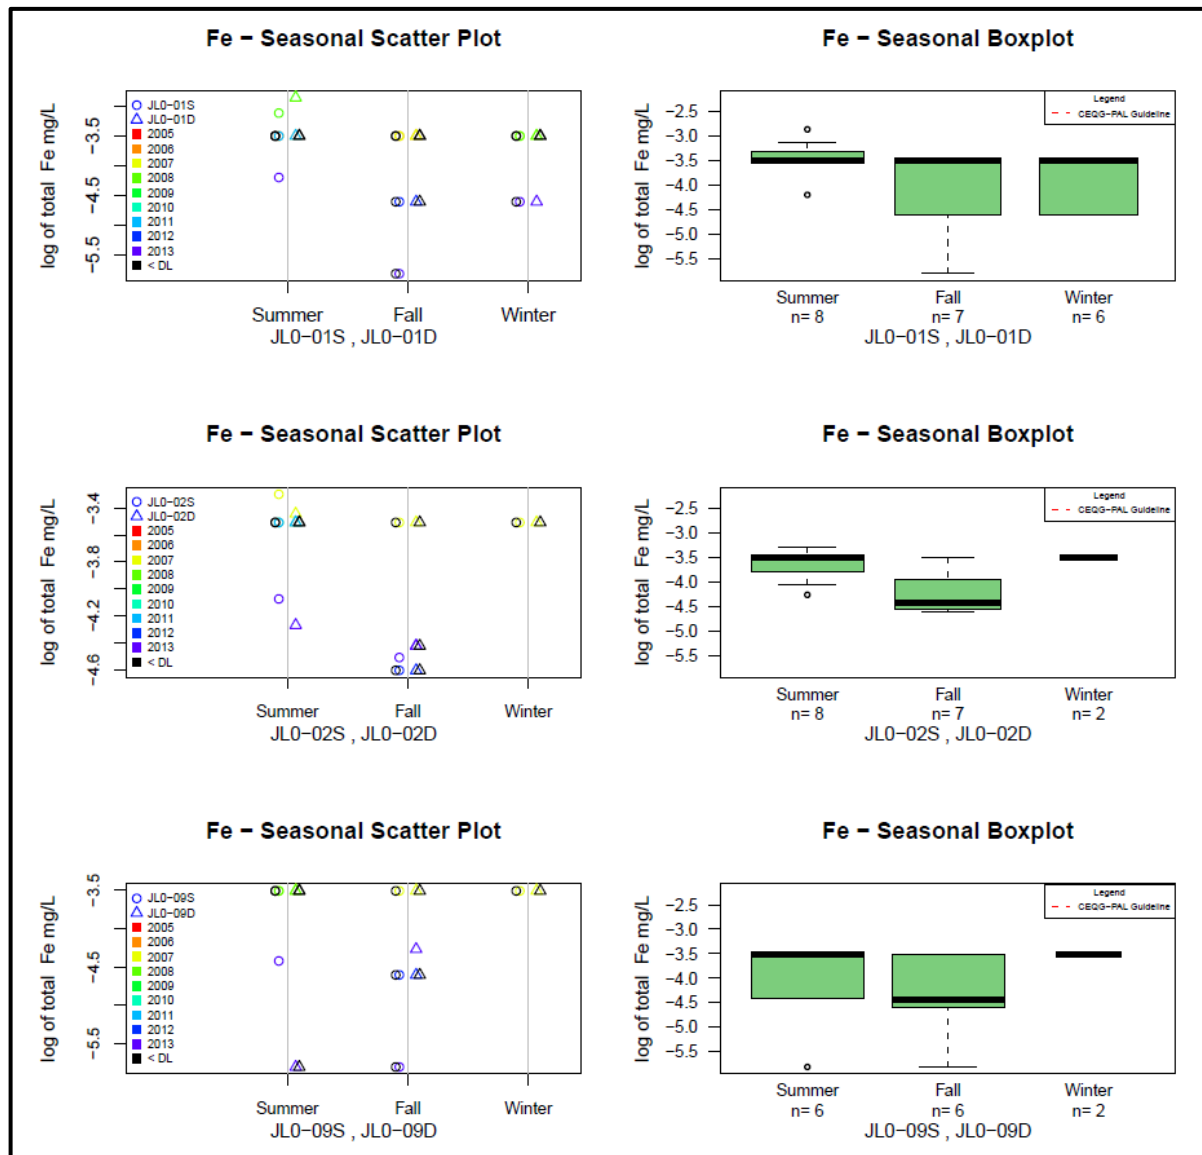 Fe − Seasonal Scatter Plot
log of total Fe mg/L
−3.5
−4.5
−5.5
JL0−01S
JL0−01D
2005
2006
2007
2008
2009
2010
2011
2012
2013
< DL
Summer Fall Winter
JL0−01S , JL0−01D
Fe − Seasonal Boxplot
log of total Fe mg/L
−2.5
−3.0
−3.5
−4.0
−4.5
−5.0
−5.5
Legend
CEQG−PAL Guideline
Summer Fall Winter
n= 8 n= 7 n= 6
JL0−01S , JL0−01D
Fe − Seasonal Scatter Plot
log of total Fe mg/L
−3.4
−3.8
−4.2
−4.6
JL0−02S
JL0−02D
2005
2006
2007
2008
2009
2010
2011
2012
2013
< DL
Summer Fall Winter
JL0−02S , JL0−02D
Fe − Seasonal Boxplot
log of total Fe mg/L
−2.5
−3.0
−3.5
−4.0
−4.5
−5.0
−5.5
Legend
CEQG−PAL Guideline
Summer Fall Winter
n= 8 n= 7 n= 2
JL0−02S , JL0−02D
Fe − Seasonal Scatter Plot
log of total Fe mg/L
−3.5
−4.5
−5.5
JL0−09S
JL0−09D
2005
2006
2007
2008
2009
2010
2011
2012
2013
< DL
Summer Fall Winter
JL0−09S , JL0−09D
Fe − Seasonal Boxplot
log of total Fe mg/L
−2.5
−3.0
−3.5
−4.0
−4.5
−5.0
−5.5
Legend
CEQG−PAL Guideline
Summer Fall Winter
n= 6 n= 6 n= 2
JL0−09S , JL0−09D